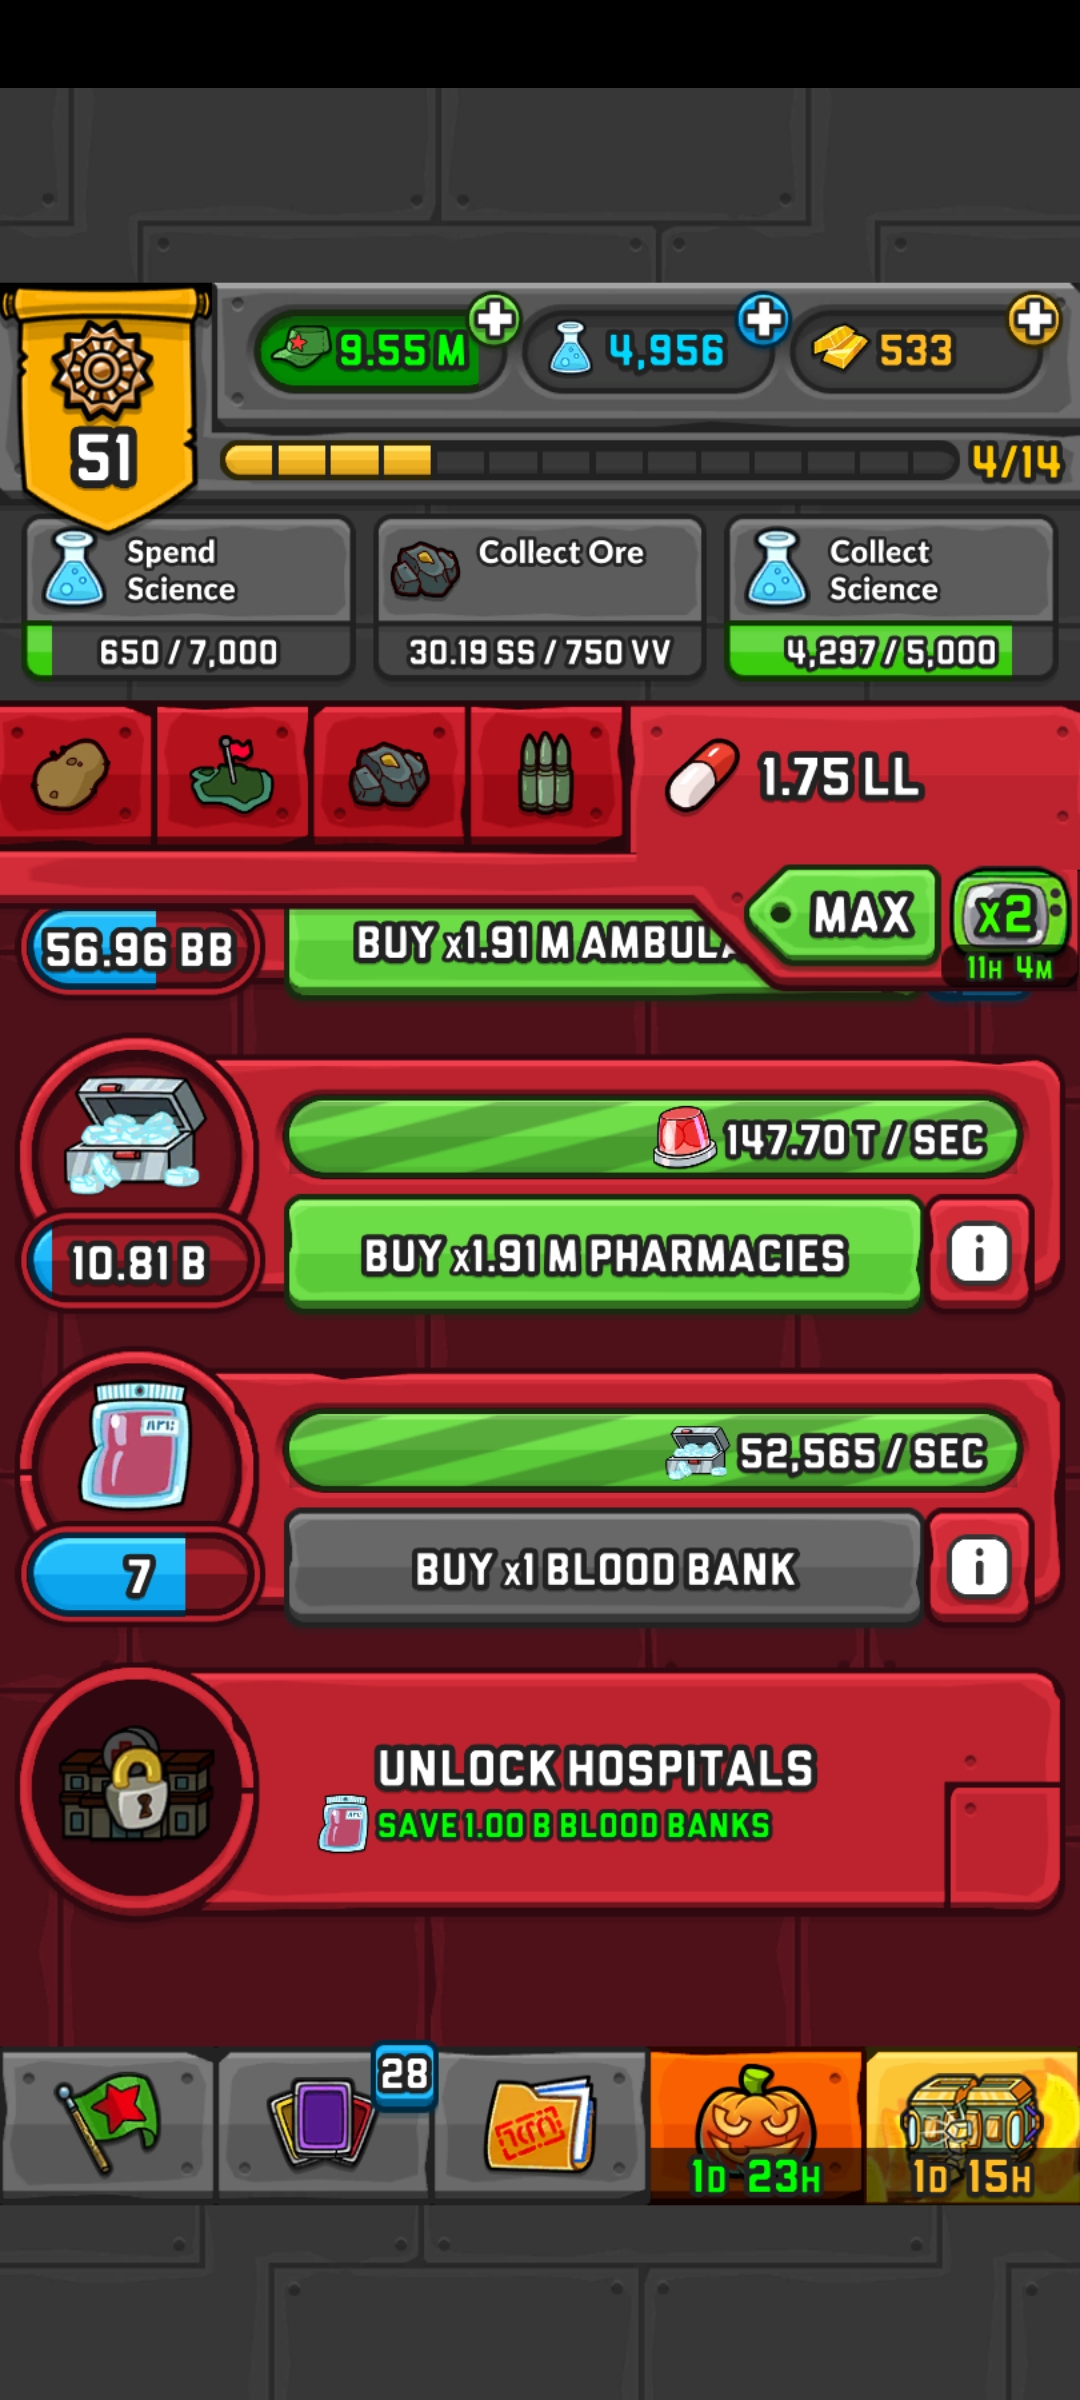 51
9.55 M
4,956
533
4/14
Spend
Science
650 / 7,000
Collect Ore
30.19 SS / 750 VV
Collect
Science
4,297 / 5,000
1.75 LL
MAX
x2
11H 4M
56.96 BB
BUY x1.91 M
147.70 T / SEC
10.81 B
BUY x1.91 M PHARMACIES
52,565 / SEC
7
BUY x1 BLOOD BANK
UNLOCK HOSPITALS
SAVE 1.00 B BLOOD BANKS
28
1D 23H
1D 15H